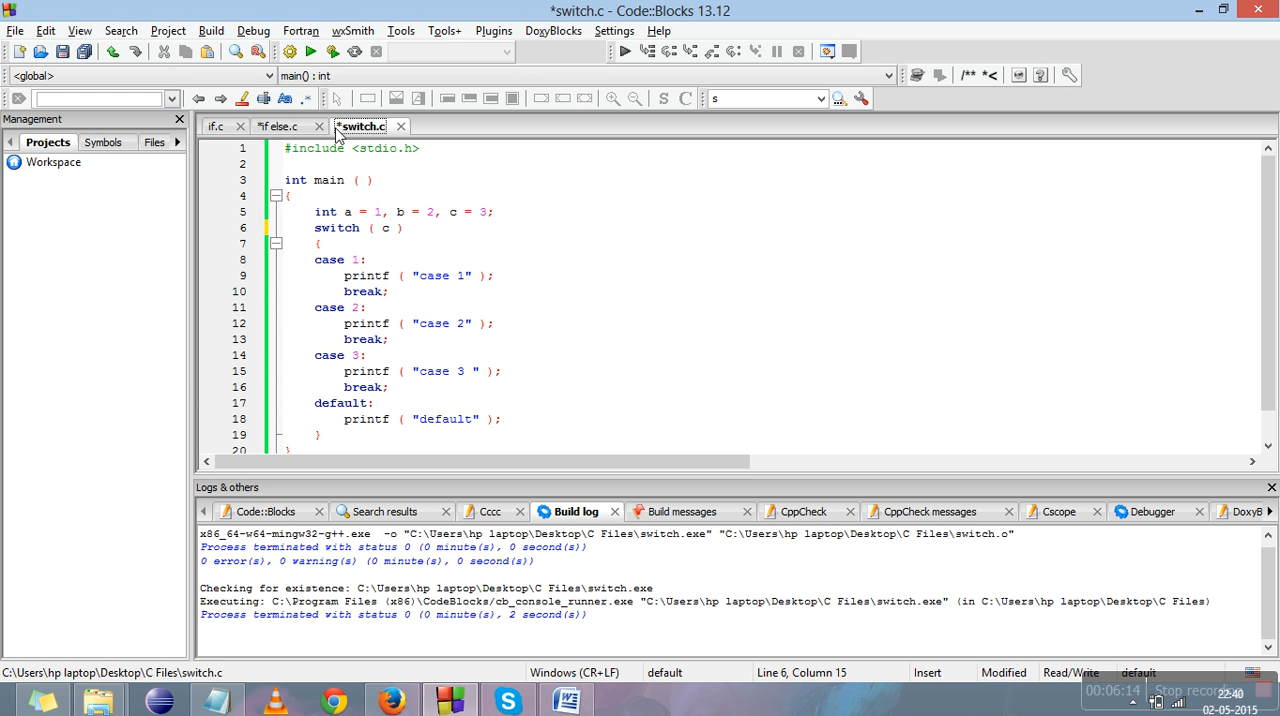 *switch.c - Code::Blocks 13.12
File Edit View Search Project Build Debug Fortran wxSmith Tools Tools+ Plugins DoxyBlocks Settings Help
<global> main() : int /** *<
s
Management
Projects Symbols Files
Workspace
if.c *if else.c *switch.c
1 #include <stdio.h>
2
3 int main ( )
4 {
5 int a = 1, b = 2, c = 3;
6 switch ( c )
7 {
8 case 1:
9 printf ( "case 1" );
10 break;
11 case 2:
12 printf ( "case 2" );
13 break;
14 case 3:
15 printf ( "case 3 " );
16 break;
17 default:
18 printf ( "default" );
19 }
20 }
Logs & others
Code::Blocks Search results Cccc Build log Build messages CppCheck CppCheck messages Cscope Debugger DoxyB
x86_64-w64-mingw32-g++.exe -o "C:\Users\hp laptop\Desktop\C Files\switch.exe" "C:\Users\hp laptop\Desktop\C Files\switch.o"
Process terminated with status 0 (0 minute(s), 0 second(s))
0 error(s), 0 warning(s) (0 minute(s), 0 second(s))
Checking for existence: C:\Users\hp laptop\Desktop\C Files\switch.exe
Executing: C:\Program Files (x86)\CodeBlocks/cb_console_runner.exe "C:\Users\hp laptop\Desktop\C Files\switch.exe" (in C:\Users\hp laptop\Desktop\C Files)
Process terminated with status 0 (0 minute(s), 2 second(s))
C:\Users\hp laptop\Desktop\C Files\switch.c Windows (CR+LF) default Line 6, Column 15 Insert Modified Read/Write default
00:06:14 Stop 22:40
02-05-2015